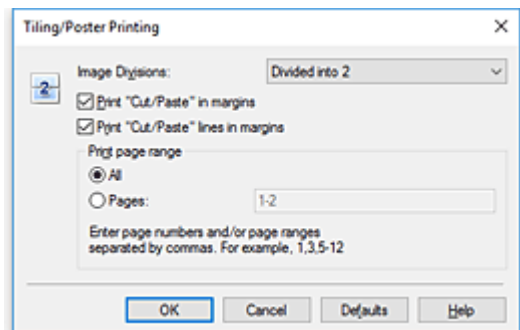 Tiling/Poster Printing
Image Divisions: Divided into 2
-2-
Print "Cut/Paste" in margins
Print "Cut/Paste" lines in margins
Print page range
All
Pages: 1-2
Enter page numbers and/or page ranges
separated by commas. For example, 1,3,5-12
OK Cancel Defaults Help